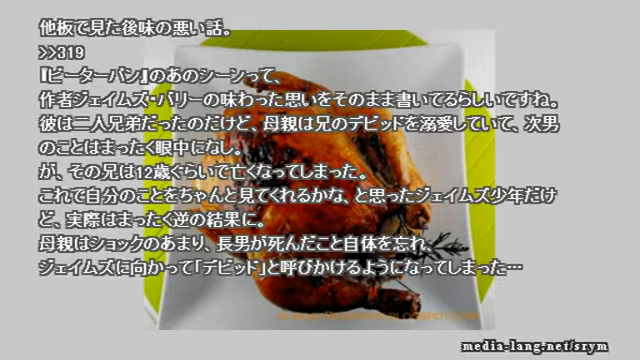 他板で見た後味の悪い話。
>>319
『ピーターパン』のあのシーンって、
作者ジェイムズ・バリーの味わった思いをそのまま書いてるらしいですね。
彼は二人兄弟だったのだけど、母親は兄のデビッドを溺愛していて、次男
のことはまったく眼中になし。
が、その兄は12歳ぐらいで亡くなってしまった。
これで自分のことをちゃんと見てくれるかな、と思ったジェイムズ少年だけ
ど、実際はまったく逆の結果に。
母親はショックのあまり、長男が死んだこと自体を忘れ、
ジェイムズに向かって「デビッド」と呼びかけるようになってしまった…
media-lang.net/srym